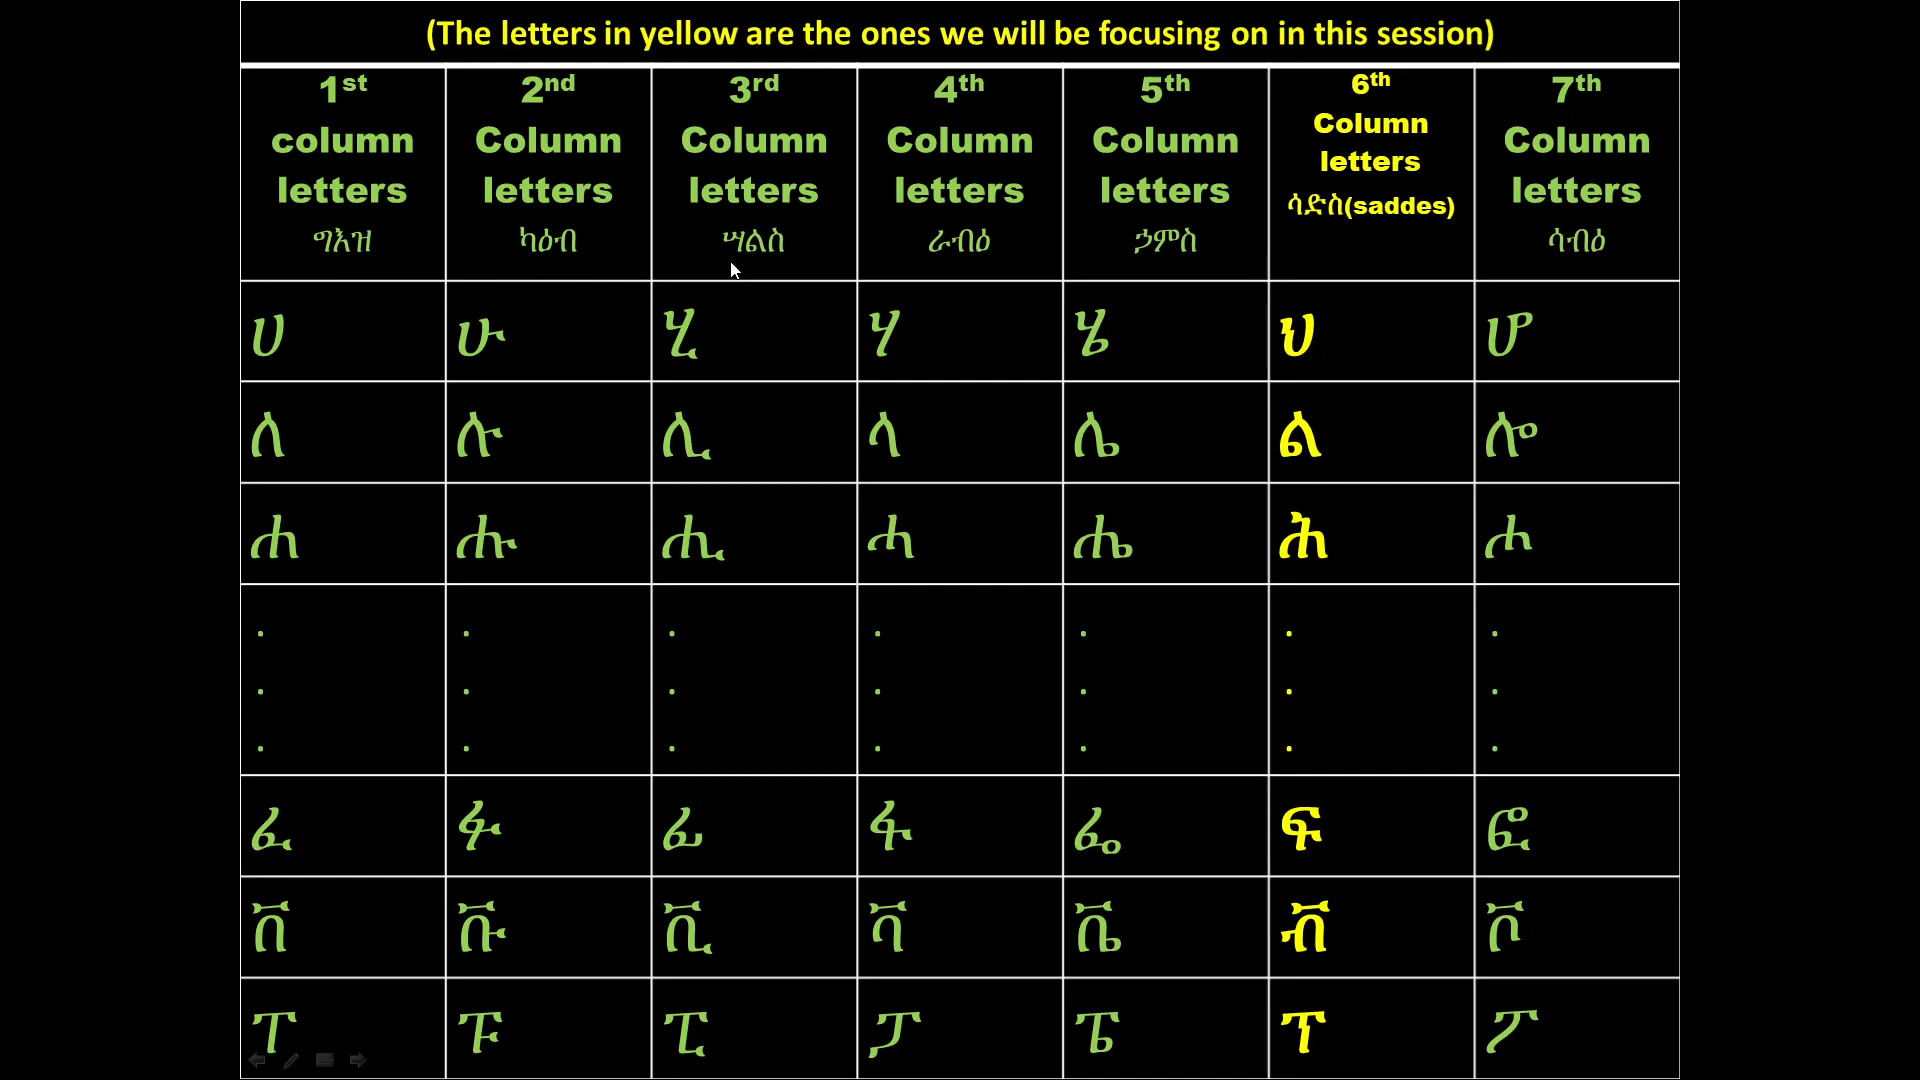 (The letters in yellow are the ones we will be focusing on in this session)
1st column letters ግእዝ
2nd Column letters ካዕብ
3rd Column letters ሣልስ
4th Column letters ራብዕ
5th Column letters ኃምስ
6th Column letters ሳድስ(saddes)
7th Column letters ሳብዕ
ሀ ሁ ሂ ሃ ሄ ህ ሆ
ለ ሉ ሊ ላ ሌ ል ሎ
ሐ ሑ ሒ ሓ ሔ ሕ ሖ
. . . . . . .
. . . . . . .
. . . . . . .
ፈ ፉ ፊ ፋ ፌ ፍ ፎ
ቨ ቩ ቪ ቫ ቬ ቭ ቮ
ፐ ፑ ፒ ፓ ፔ ፕ ፖ